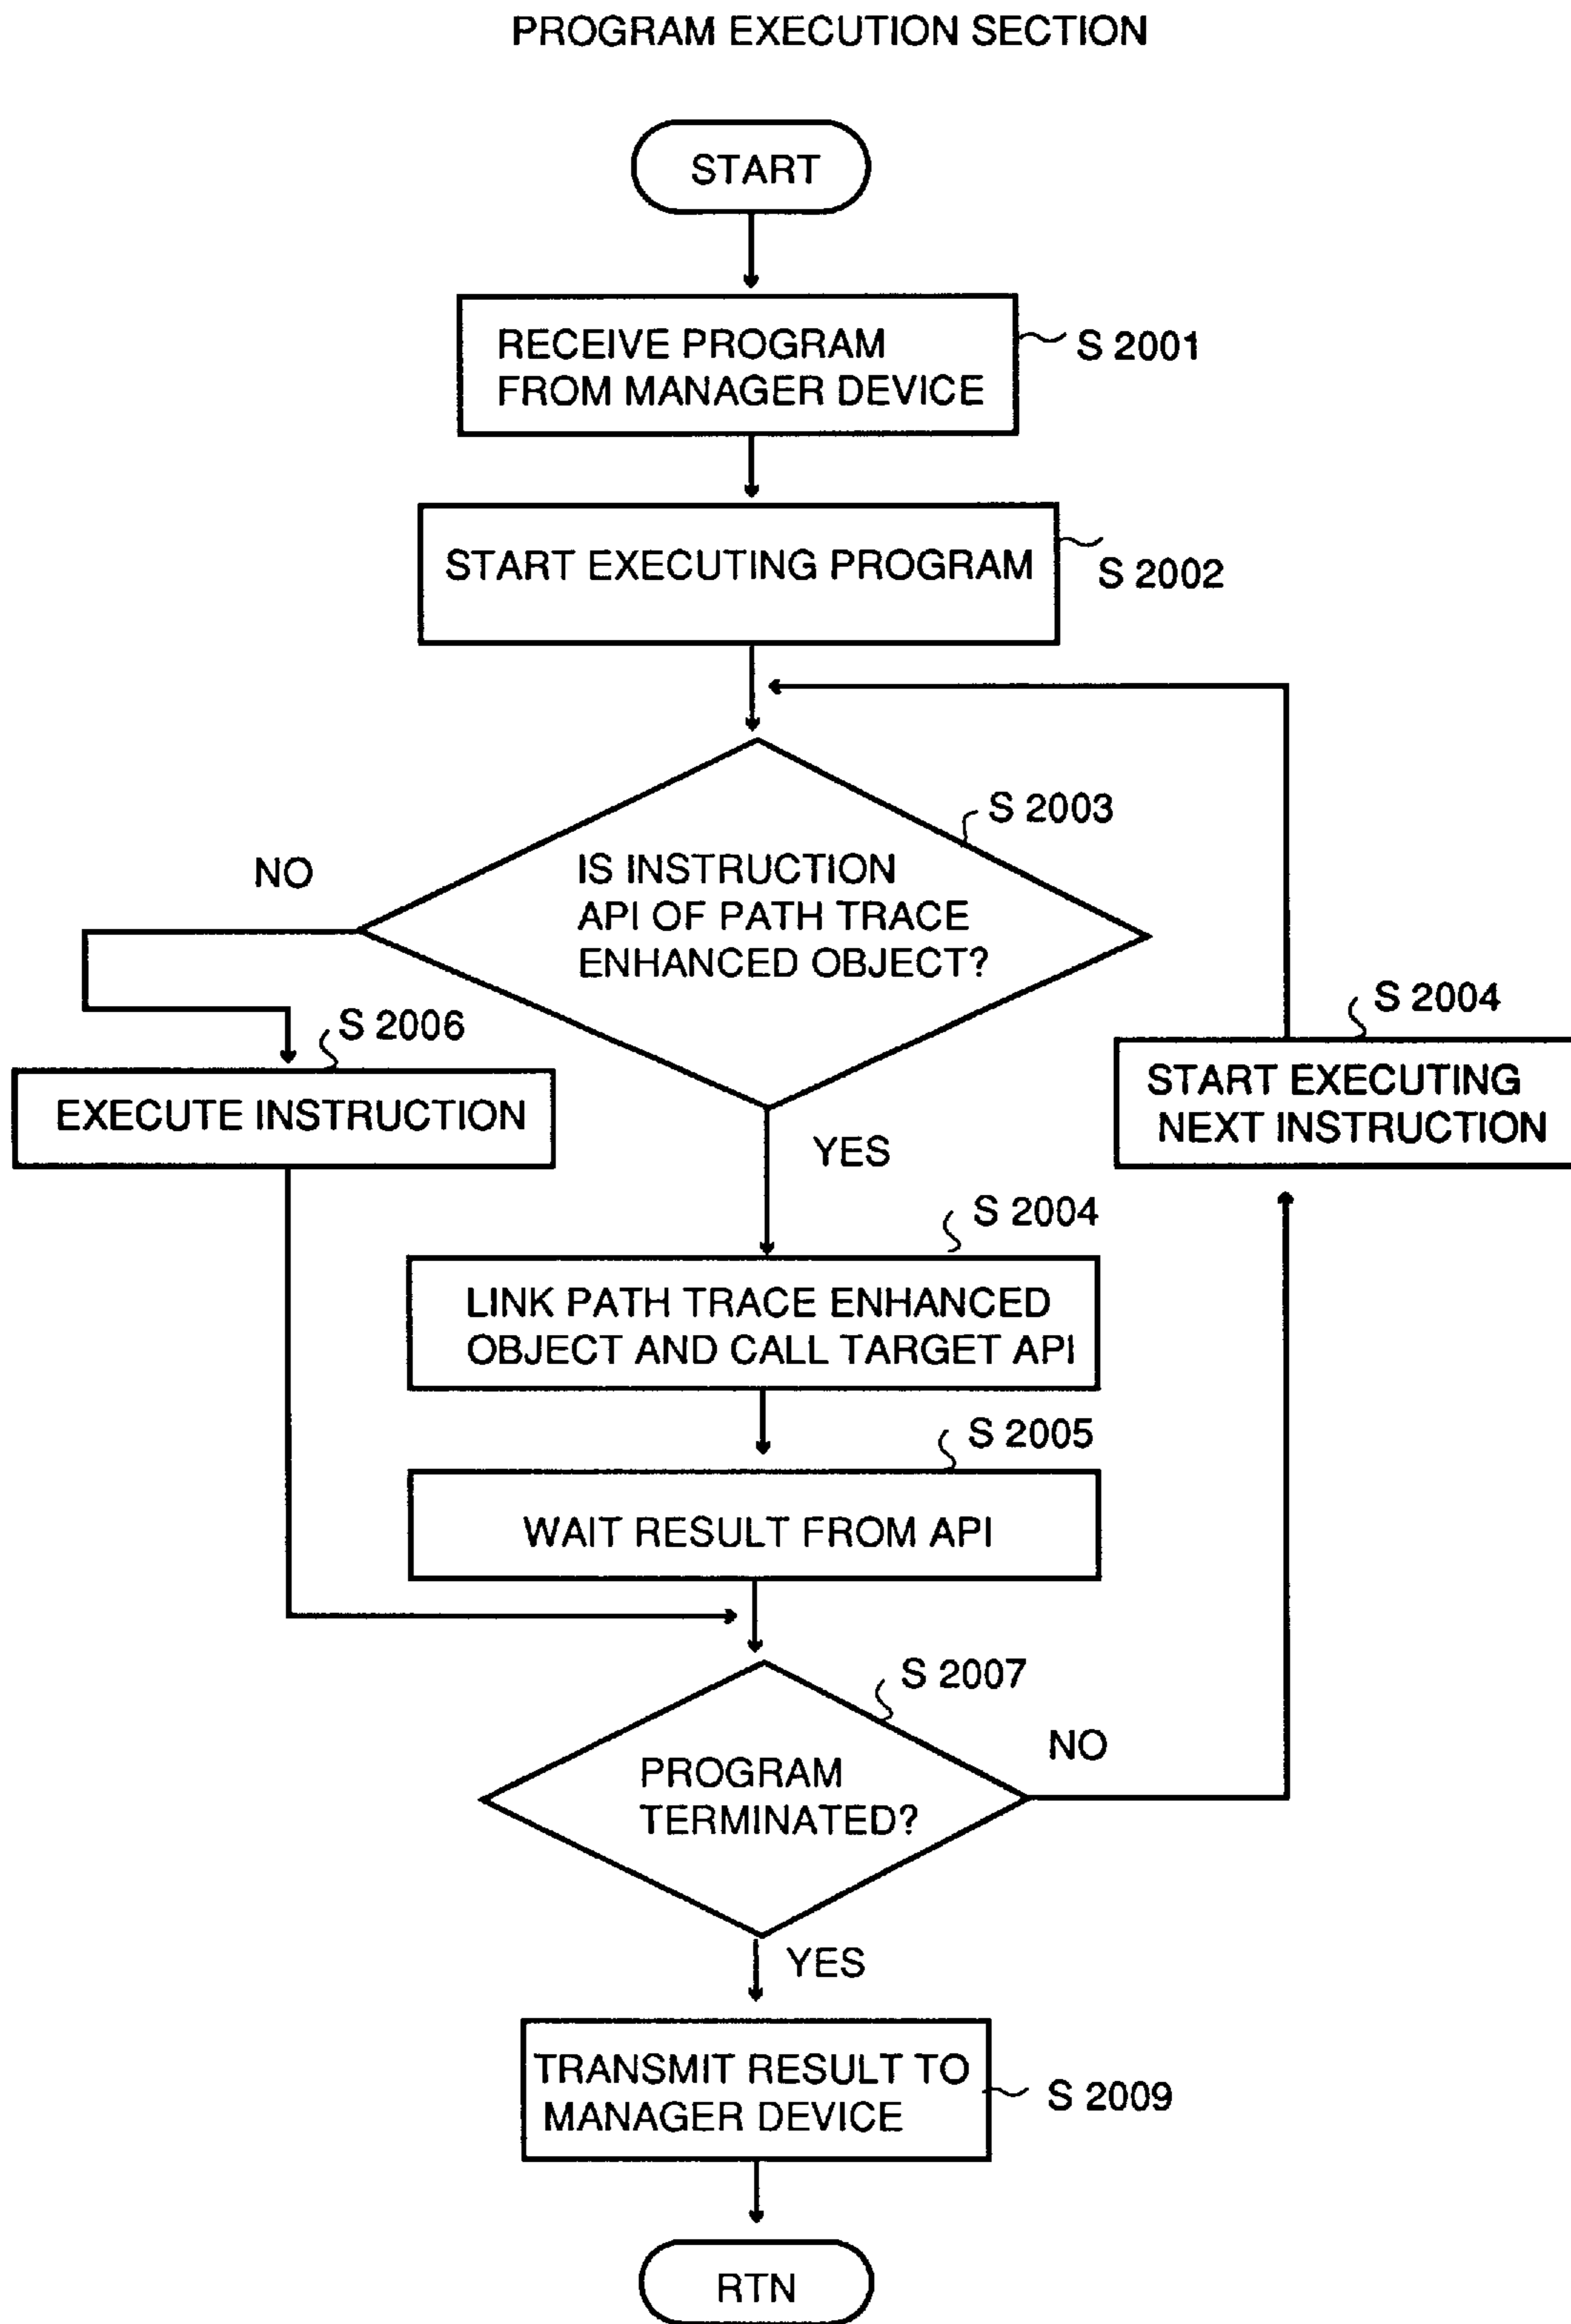 PROGRAM EXECUTION SECTION
START
RECEIVE PROGRAM
FROM MANAGER DEVICE
S 2001
START EXECUTING PROGRAM
S 2002
S 2003
NO
IS INSTRUCTION
API OF PATH TRACE
ENHANCED OBJECT?
S 2006
EXECUTE INSTRUCTION
S 2004
START EXECUTING
NEXT INSTRUCTION
YES
S 2004
LINK PATH TRACE ENHANCED
OBJECT AND CALL TARGET API
S 2005
WAIT RESULT FROM API
S 2007
NO
PROGRAM
TERMINATED?
YES
TRANSMIT RESULT TO
MANAGER DEVICE
S 2009
RTN